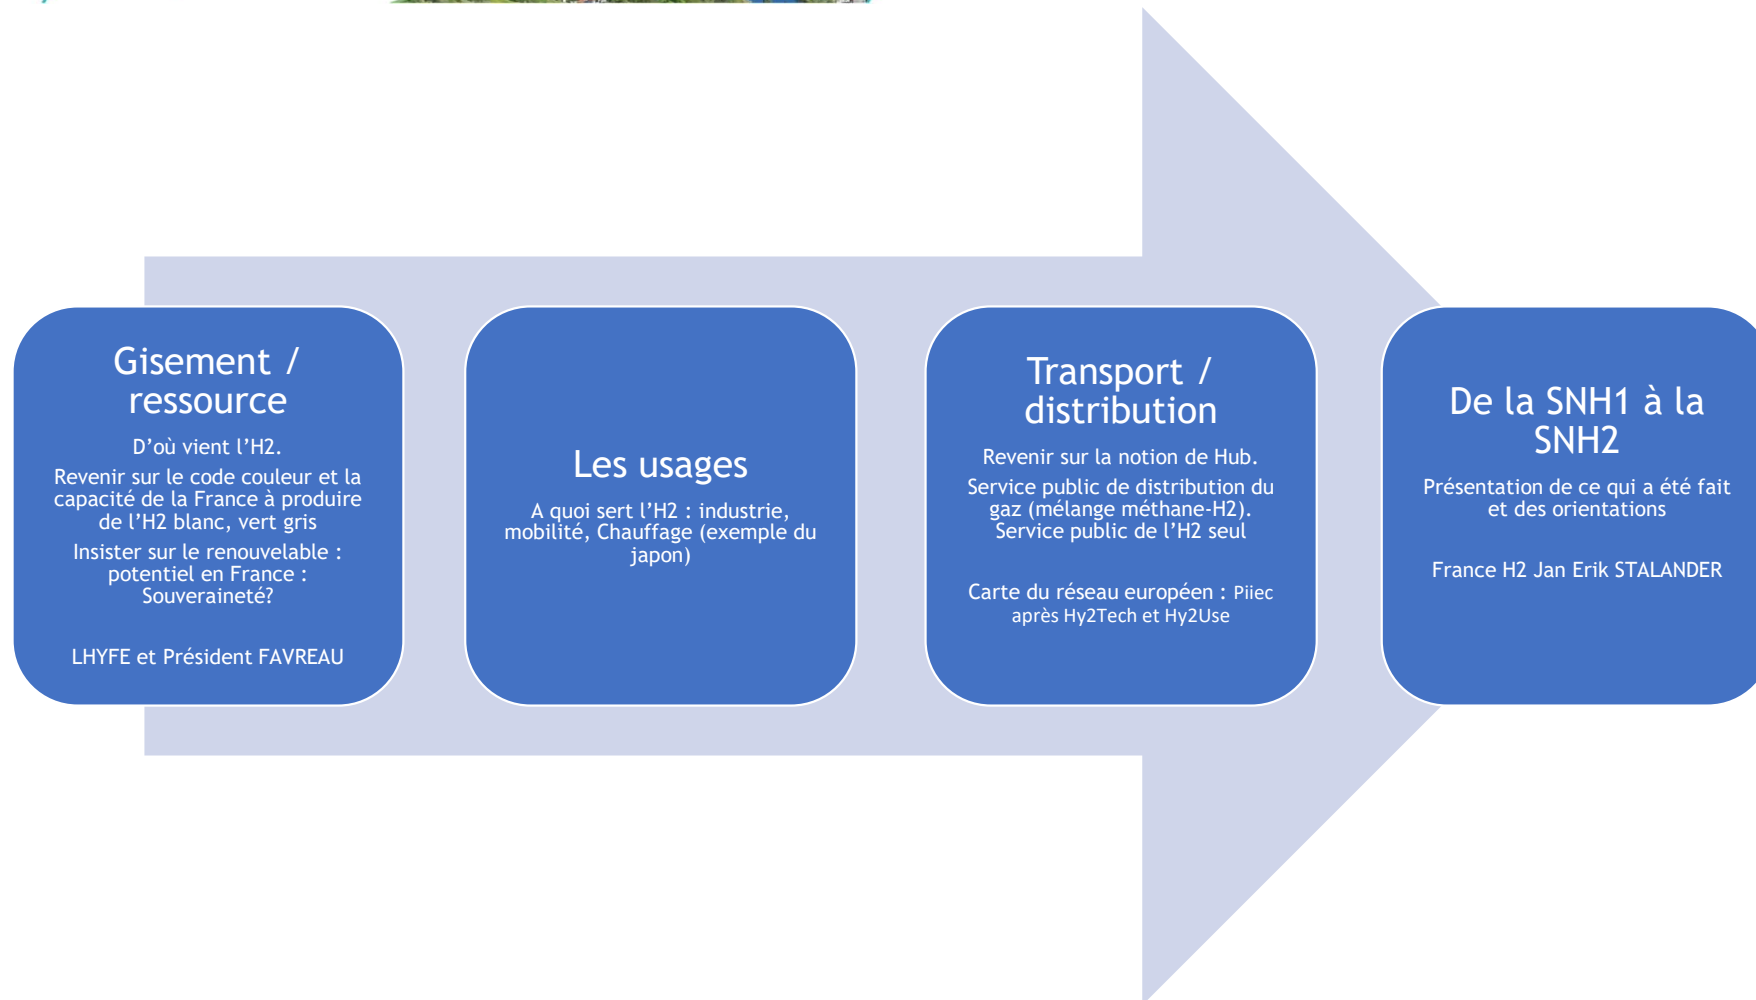 Gisement /
ressource
D’où vient l’H2.
Revenir sur le code couleur et la
capacité de la France à produire
de l’H2 blanc, vert gris
Insister sur le renouvelable :
potentiel en France :
Souveraineté?
LHYFE et Président FAVREAU
Les usages
A quoi sert l’H2 : industrie,
mobilité, Chauffage (exemple du
japon)
Transport /
distribution
Revenir sur la notion de Hub.
Service public de distribution du
gaz (mélange méthane-H2).
Service public de l’H2 seul
Carte du réseau européen : Piiec
après Hy2Tech et Hy2Use
De la SNH1 à la
SNH2
Présentation de ce qui a été fait
et des orientations
France H2 Jan Erik STALANDER